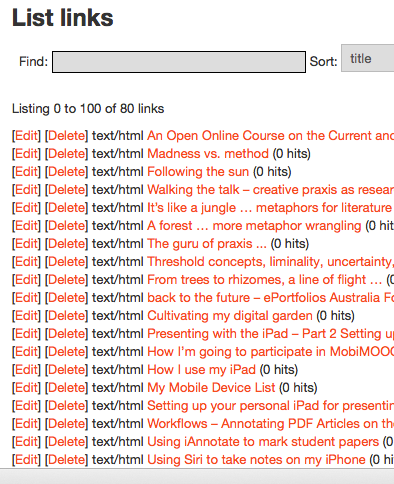 List links
Find: Sort: title
Listing 0 to 100 of 80 links
[Edit] [Delete] text/html An Open Online Course on the Current and
[Edit] [Delete] text/html Madness vs. method (0 hits)
[Edit] [Delete] text/html Following the sun (0 hits)
[Edit] [Delete] text/html Walking the talk – creative praxis as resear
[Edit] [Delete] text/html It's like a jungle … metaphors for literature
[Edit] [Delete] text/html A forest … more metaphor wrangling (0 hit
[Edit] [Delete] text/html The guru of praxis ... (0 hits)
[Edit] [Delete] text/html Threshold concepts, liminality, uncertainty,
[Edit] [Delete] text/html From trees to rhizomes, a line of flight … (0
[Edit] [Delete] text/html back to the future – ePortfolios Australia Fo
[Edit] [Delete] text/html Cultivating my digital garden (0 hits)
[Edit] [Delete] text/html Presenting with the iPad – Part 2 Setting up
[Edit] [Delete] text/html How I'm going to participate in MobiMOOC
[Edit] [Delete] text/html How I use my iPad (0 hits)
[Edit] [Delete] text/html My Mobile Device List (0 hits)
[Edit] [Delete] text/html Setting up your personal iPad for presentin
[Edit] [Delete] text/html Workflows – Annotating PDF Articles on the
[Edit] [Delete] text/html Using iAnnotate to mark student papers (0
[Edit] [Delete] text/html Using Siri to take notes on my iPhone (0 hi